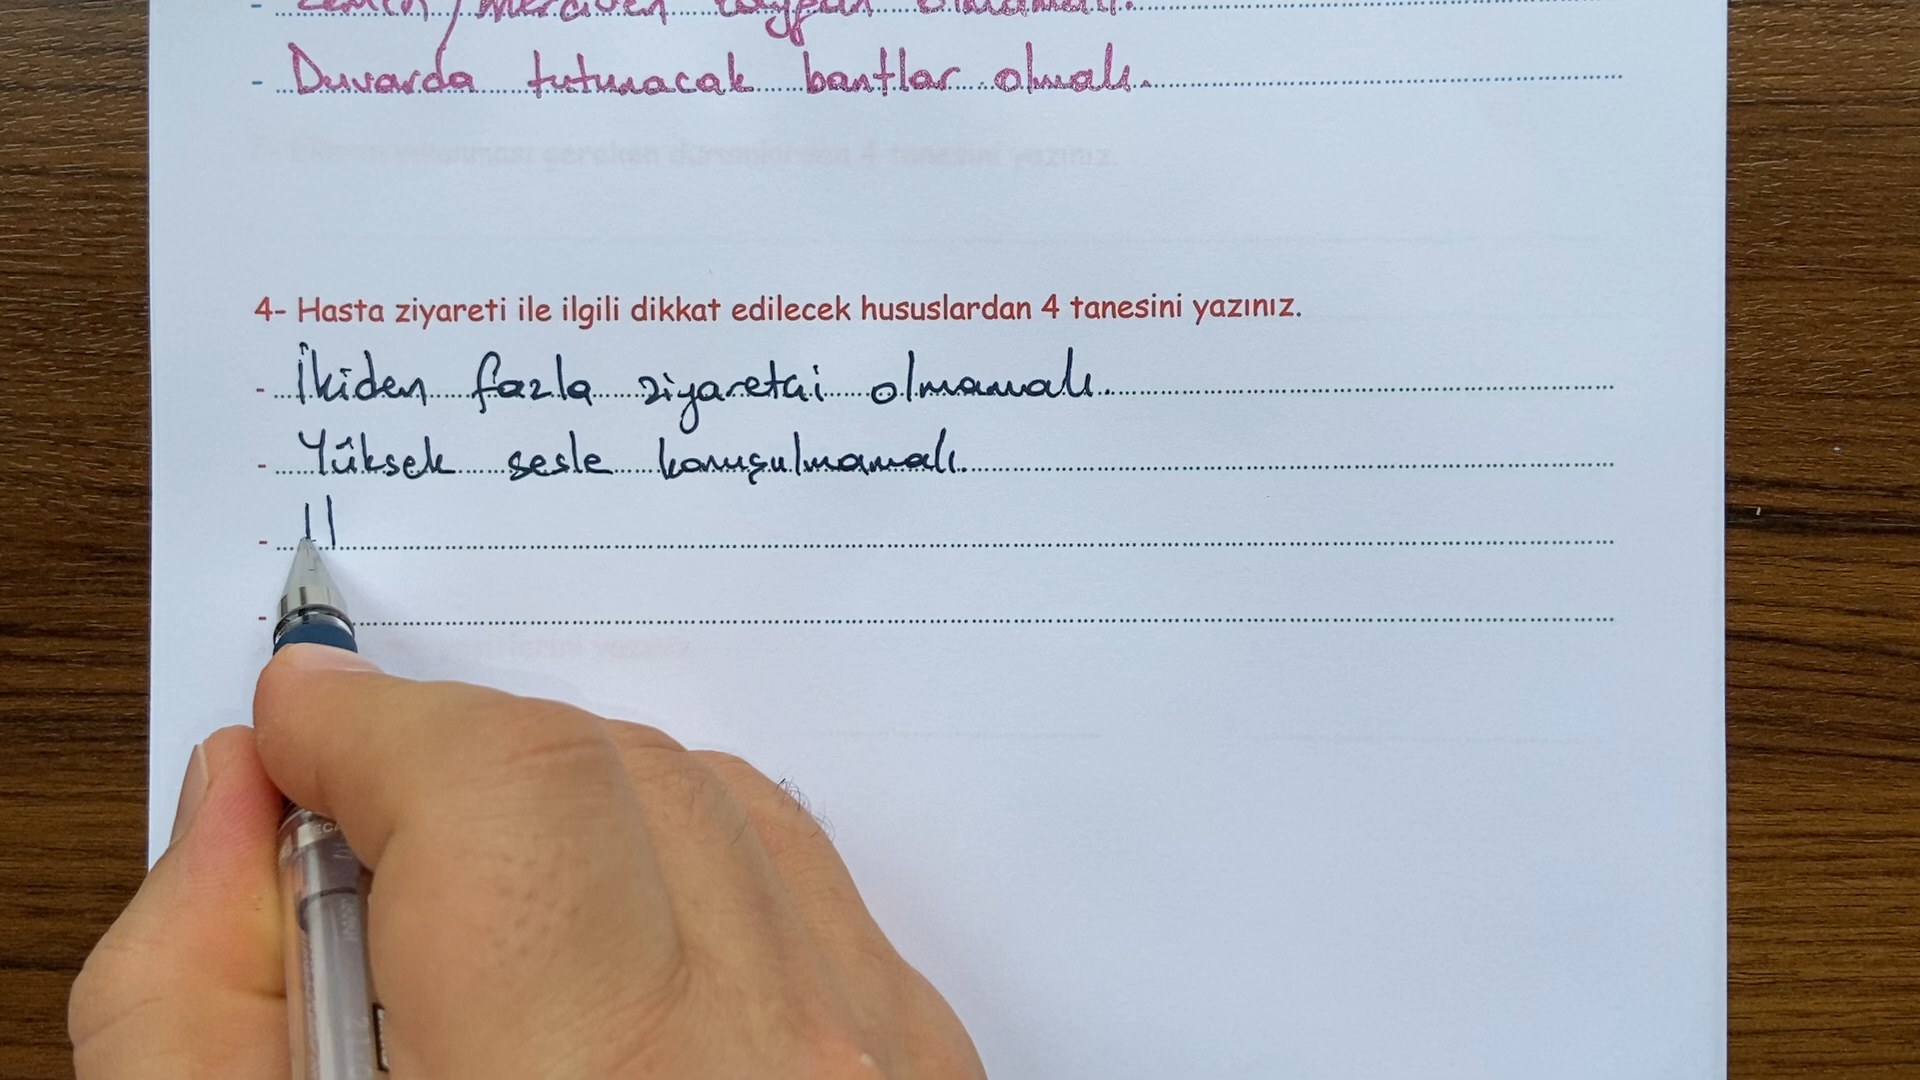 - Duvarda tutunacak bantlar olmalı.
4- Hasta ziyareti ile ilgili dikkat edilecek hususlardan 4 tanesini yazınız.
- İkiden fazla ziyaretçi olmamalı.
- Yüksek sesle konuşulmamalı.
-
-